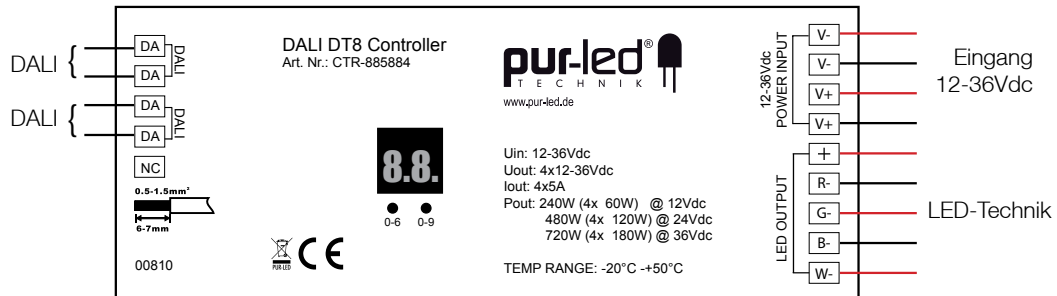 DALI {
DA
DA
DALI
DALI {
DA
DA
DALI
NC
0.5-1.5mm²
6-7mm
00810
DALI DT8 Controller
Art. Nr.: CTR-885884
8.8.
0-6 0-9
PUR-LED
CE
pur-led®
TECHNIK
www.pur-led.de
Uin: 12-36Vdc
Uout: 4x12-36Vdc
Iout: 4x5A
Pout: 240W (4x 60W) @ 12Vdc
480W (4x 120W) @ 24Vdc
720W (4x 180W) @ 36Vdc
TEMP RANGE: -20°C -+50°C
12-36Vdc
POWER INPUT
V-
V-
V+
V+
LED OUTPUT
+
R-
G-
B-
W-
Eingang
12-36Vdc
LED-Technik